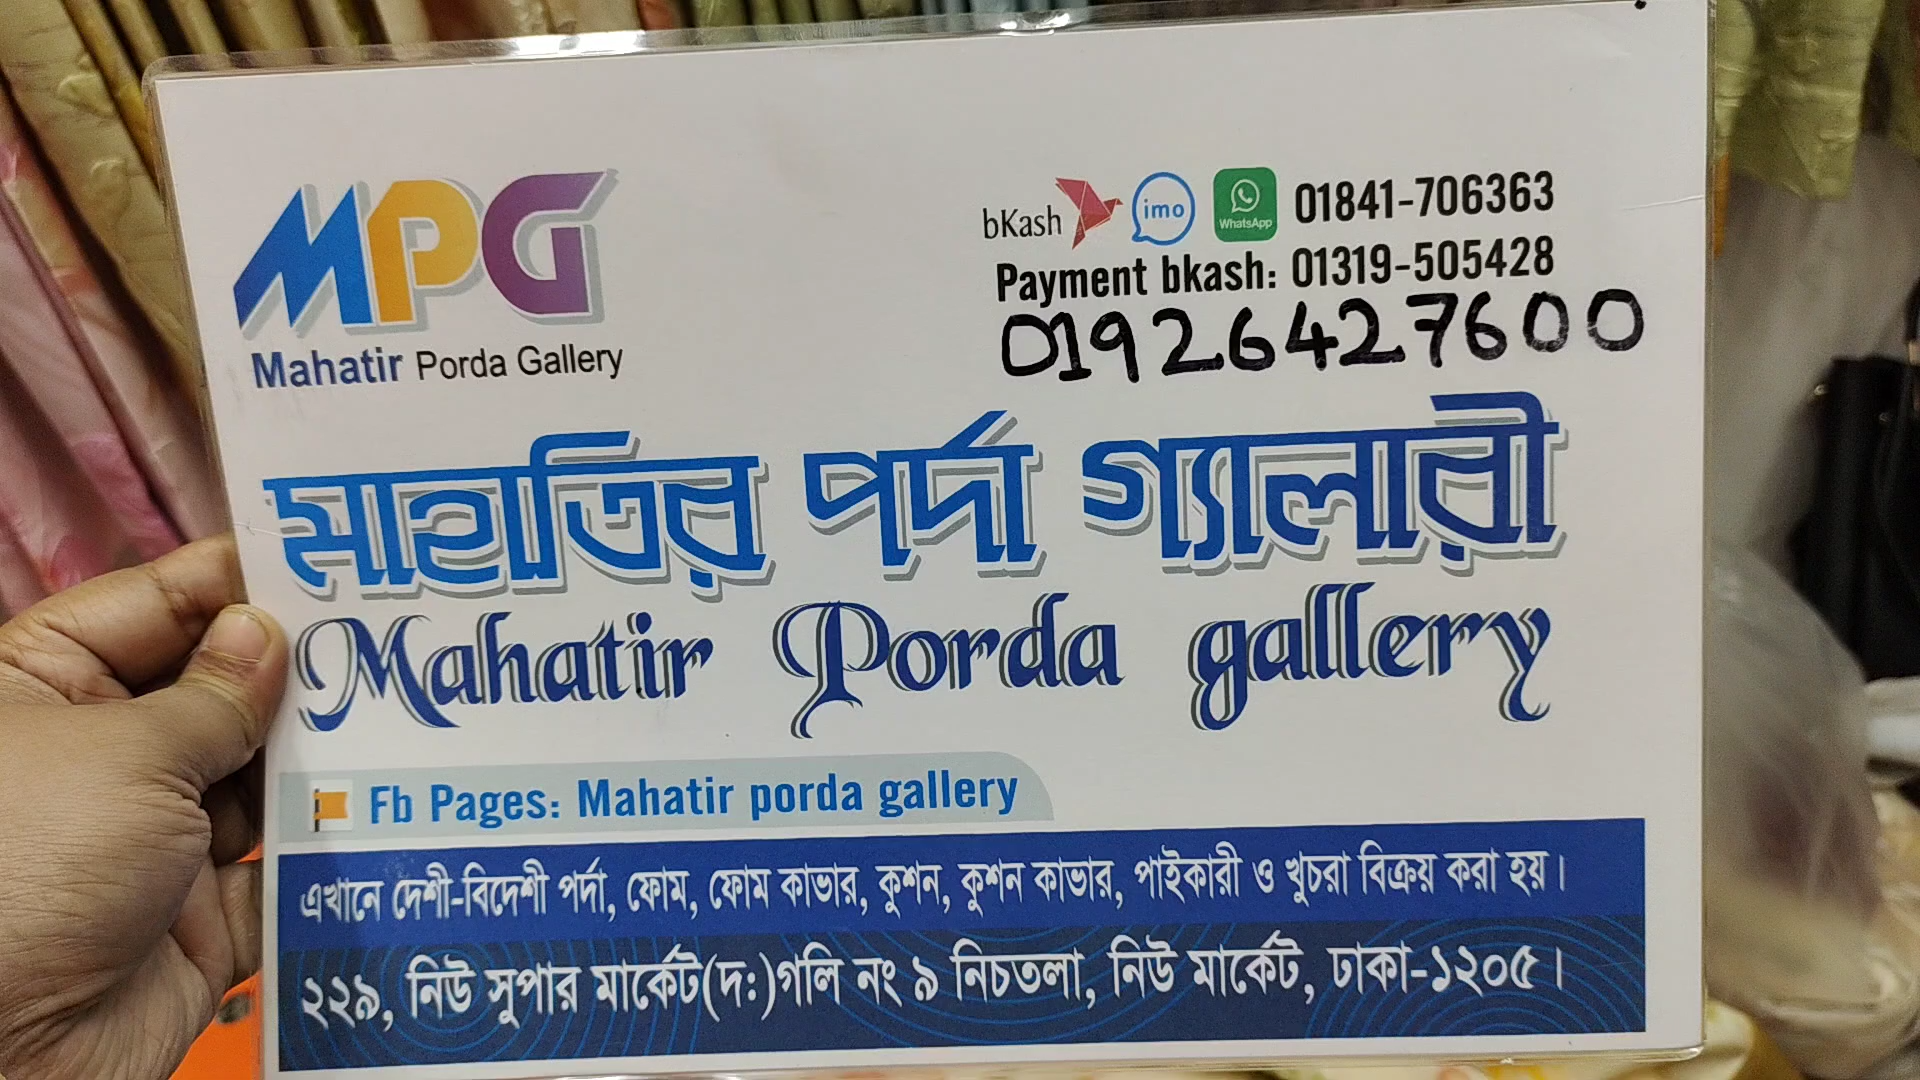 MPG
Mahatir Porda Gallery
bKash imo WhatsApp 01841-706363
Payment bkash: 01319-505428
01926427600
মাহাতির পর্দা গ্যালারী
Mahatir Porda gallery
Fb Pages: Mahatir porda gallery
এখানে দেশী-বিদেশী পর্দা, ফোম, ফোম কাভার, কুশন, কুশন কাভার, পাইকারী ও খুচরা বিক্রয় করা হয়।
২২৯, নিউ সুপার মার্কেট(দ:)গলি নং ৯ নিচতলা, নিউ মার্কেট, ঢাকা-১২০৫।